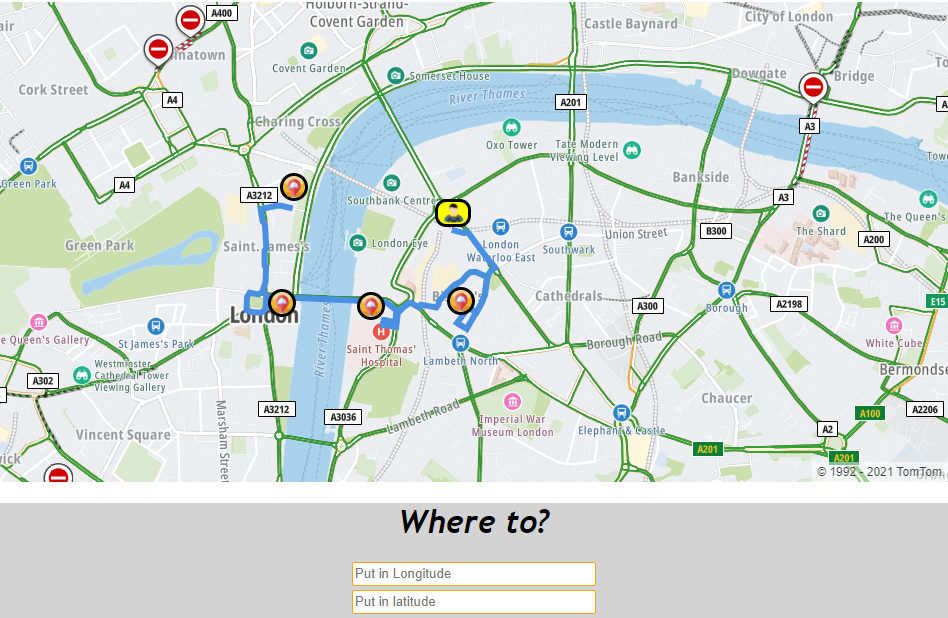 Holborn-Strand-
Covent Garden
A400
Castle Baynard
City of London
Covent Garden
Cork Street
Somerset House
Dowgate
Bridge
River Thames
A4
A201
Charing Cross
A3
Oxo Tower
Tate Modern
Viewing Level
Green Park
A4
Bankside
A3212
Southbank Centre
A3
The Queen's
The Shard
Green Park
Saint James's
London Eye
London
Waterloo East
Southwark
Union Street
B300
A200
London
Cathedrals
A300
Borough
A2198
E15
River Thames
e Queen's Gallery
St James's Park
Saint Thomas'
Hospital
Lambeth North
Borough Road
White Cube
Westminster
Cathedral Tower
Viewing Gallery
A302
Bermondse
A3212
A3036
Lambeth Road
Marsham Street
Imperial War
Museum London
Chaucer
A100
A2206
Vincent Square
Elephant & Castle
A2
A201
A201
wick
© 1992 - 2021 TomTom.
Where to?
Put in Longitude
Put in latitude